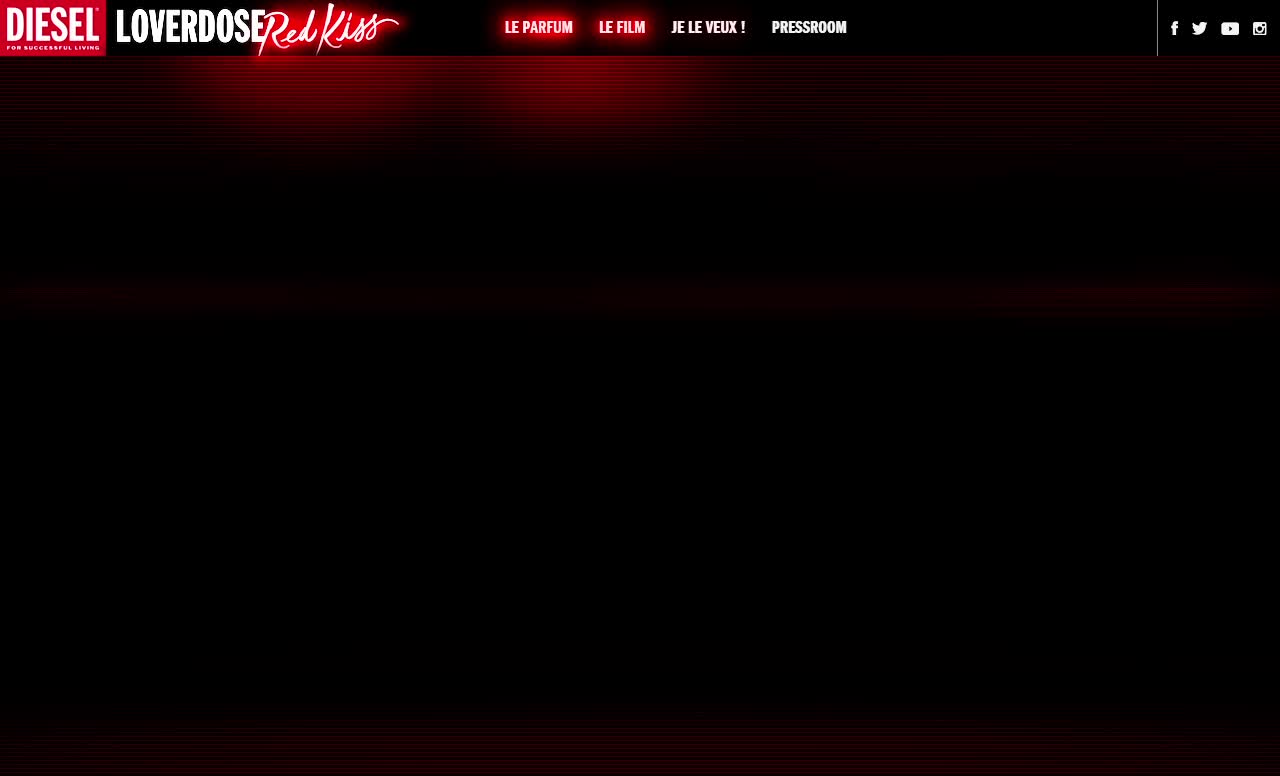 DIESEL
FOR SUCCESSFUL LIVING
LOVERDOSE Red Kiss
LE PARFUM LE FILM JE LE VEUX ! PRESSROOM